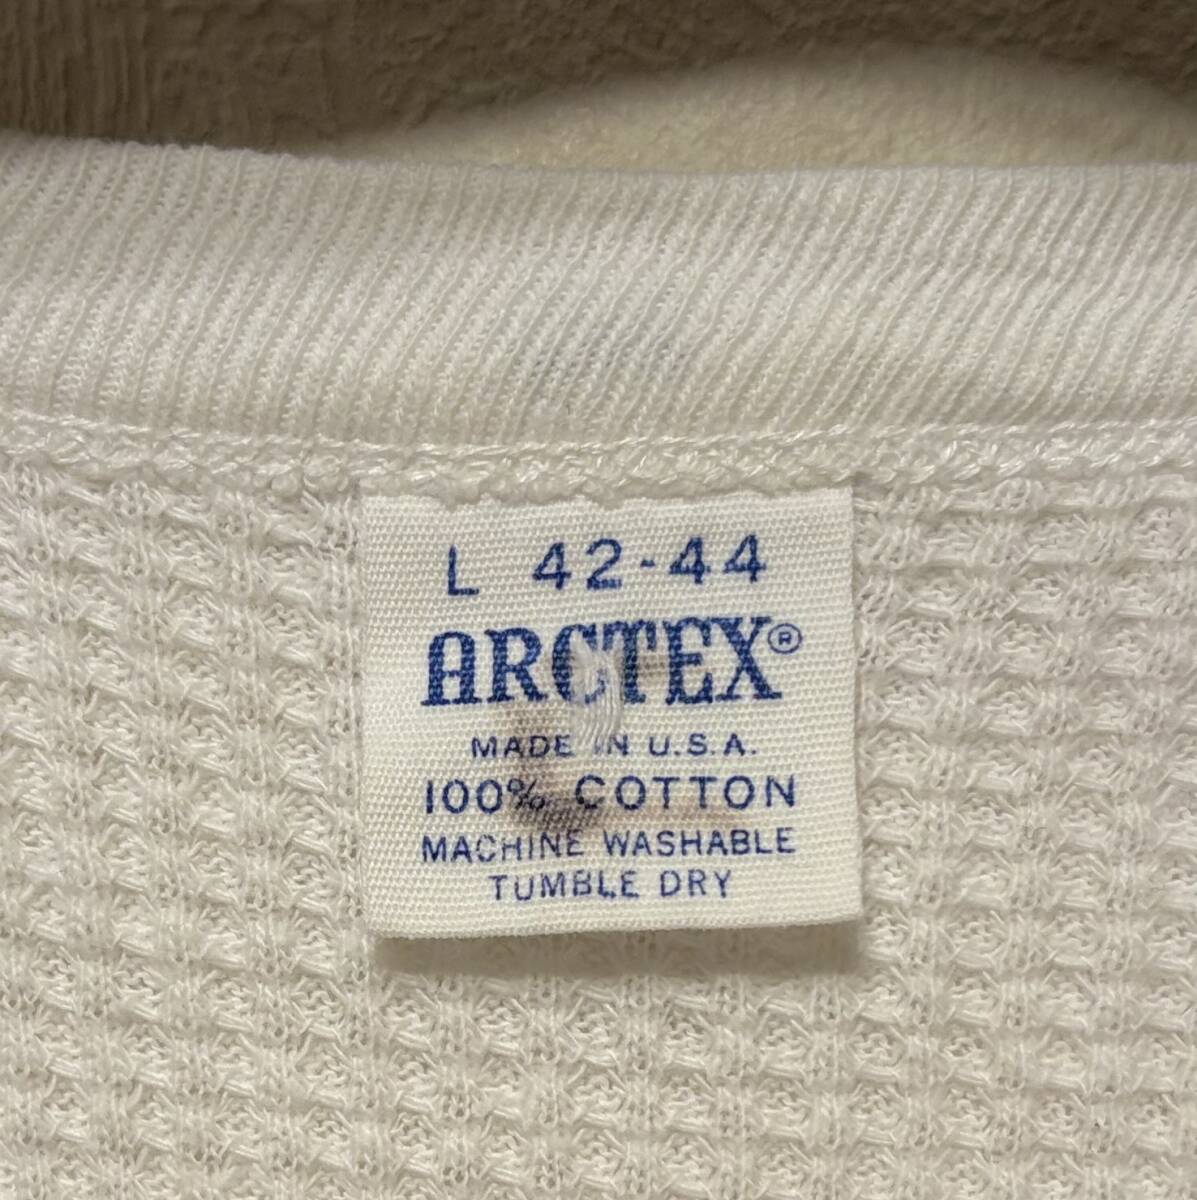 L 42-44
ARCTEX®
MADE IN U.S.A.
100% COTTON
MACHINE WASHABLE
TUMBLE DRY